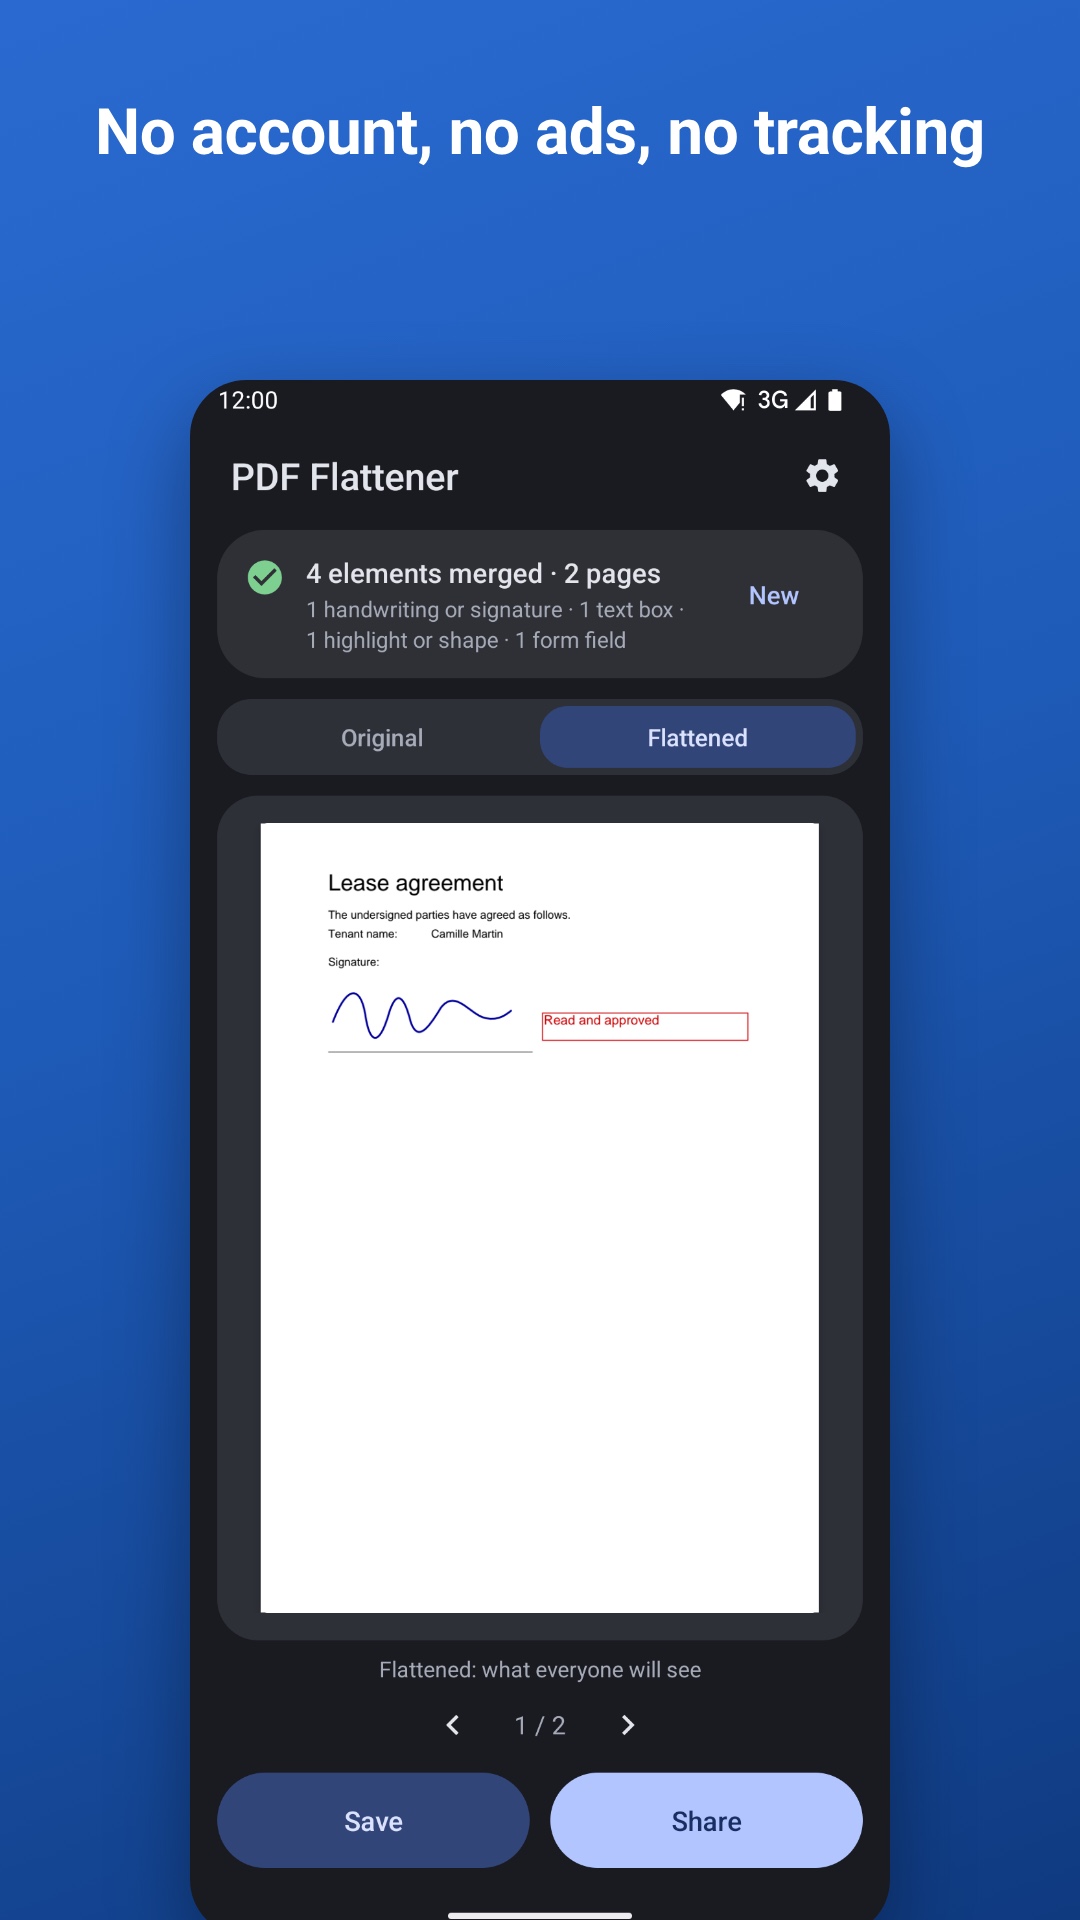 No account, no ads, no tracking
12:00
3G
PDF Flattener
4 elements merged · 2 pages
1 handwriting or signature · 1 text box ·
1 highlight or shape · 1 form field
New
Original
Flattened
Lease agreement
The undersigned parties have agreed as follows.
Tenant name: Camille Martin
Signature:
Read and approved
Flattened: what everyone will see
1 / 2
Save
Share